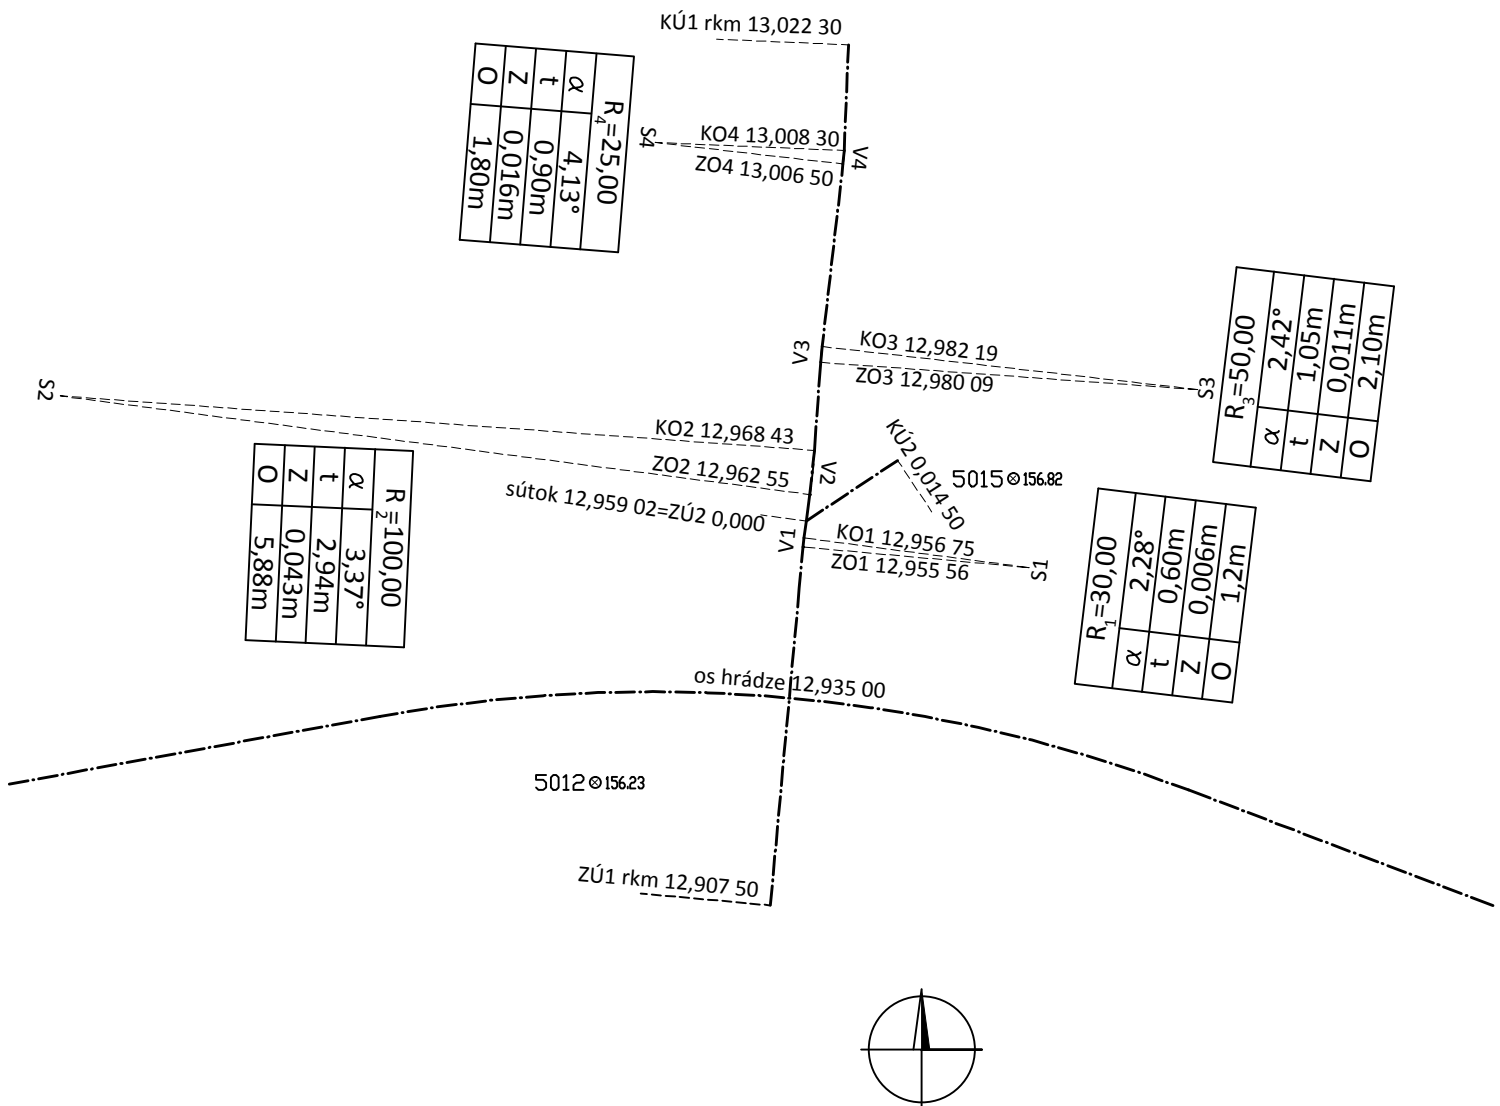 KÚ1 rkm 13,022 30
R4=25,00
α 4,13°
t 0,90m
Z 0,016m
O 1,80m
S4
KO4 13,008 30
ZO4 13,006 50
V4
KO3 12,982 19
ZO3 12,980 09
V3
S3
R3=50,00
2,42° α
1,05m t
0,011m Z
2,10m O
S2
KO2 12,968 43
ZO2 12,962 55
V2
sútok 12,959 02=ZÚ2 0,000
KÚ2 0,014 50
5015 156.82
R2=100,00
α 3,37°
t 2,94m
Z 0,043m
O 5,88m
V1
KO1 12,956 75
ZO1 12,955 56
S1
R1=30,00
2,28° α
0,60m t
0,006m Z
1,2m O
os hrádze 12,935 00
5012 156.23
ZÚ1 rkm 12,907 50